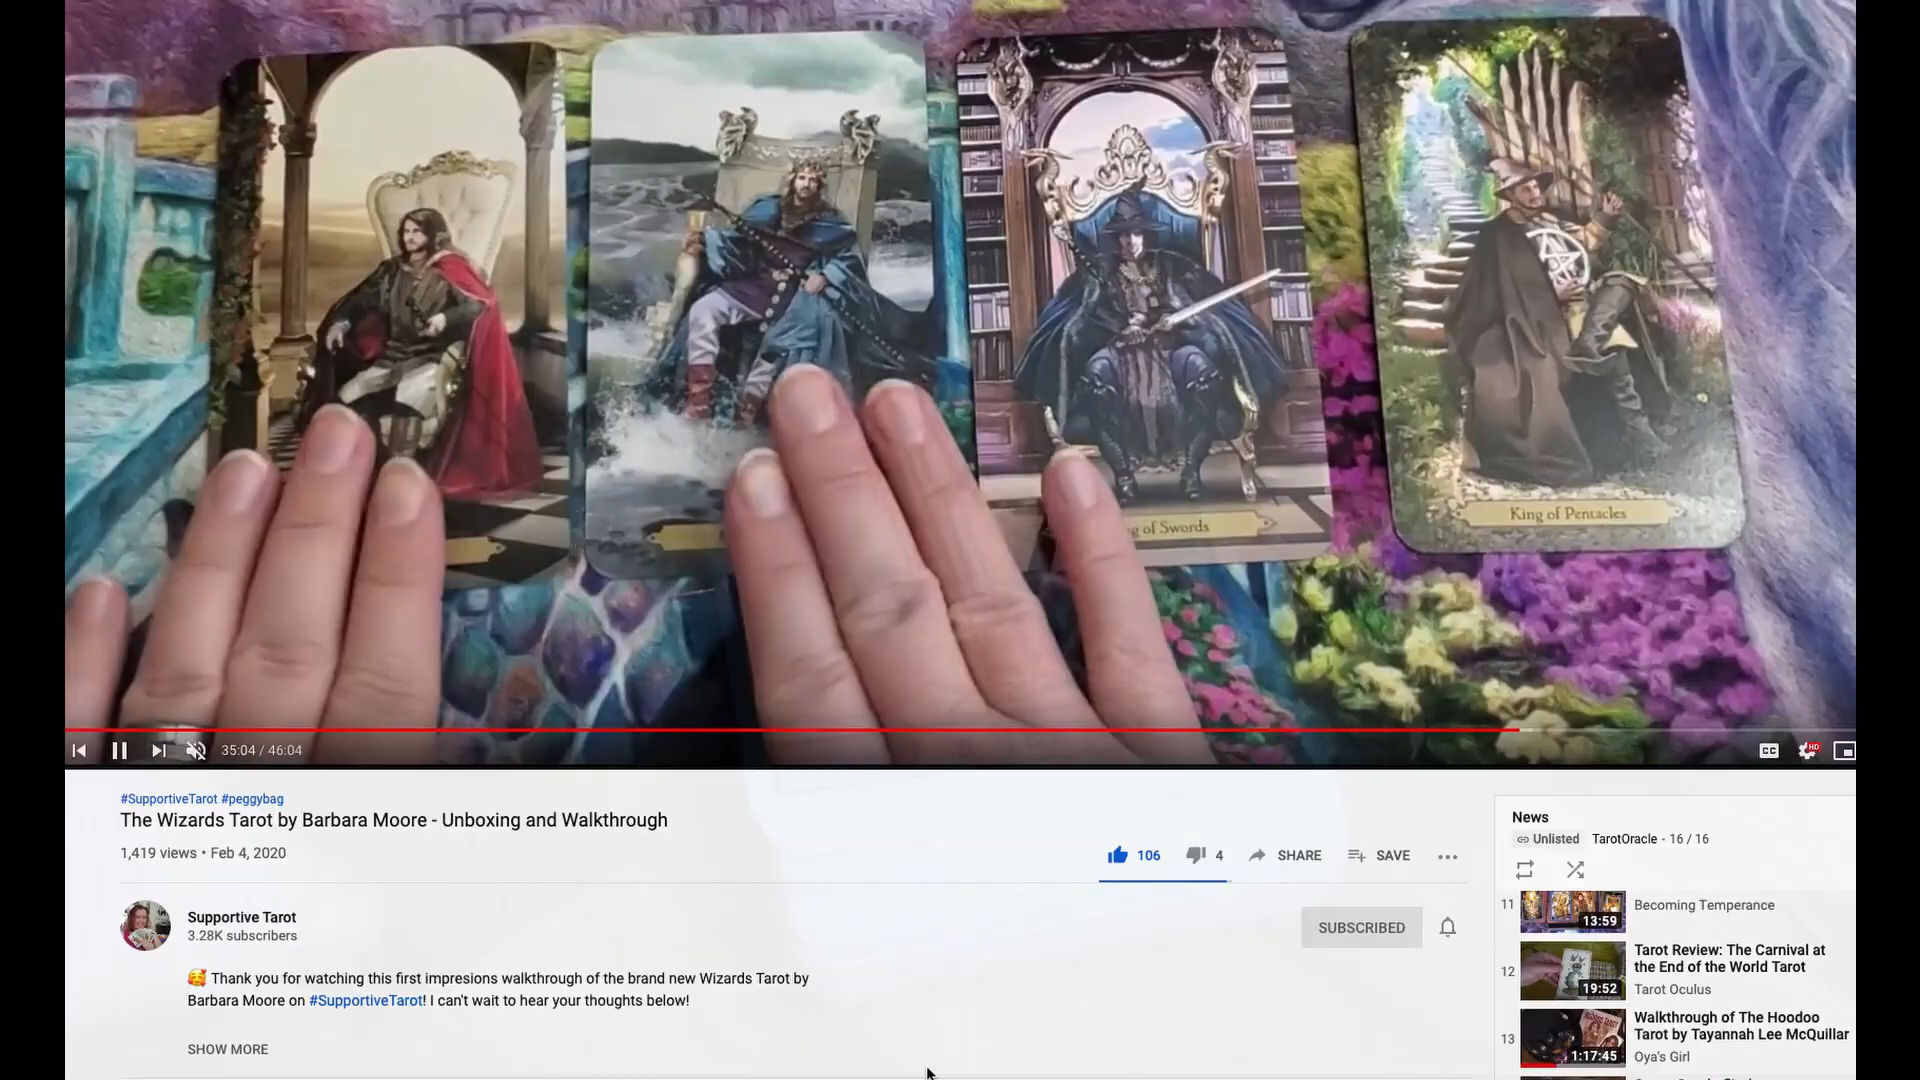 g of Swords
King of Pentacles
35:04 / 46:04
CC
HD
#SupportiveTarot #peggybag
The Wizards Tarot by Barbara Moore - Unboxing and Walkthrough
1,419 views • Feb 4, 2020
106
4
SHARE
SAVE
Supportive Tarot
3.28K subscribers
SUBSCRIBED
🥰 Thank you for watching this first impresions walkthrough of the brand new Wizards Tarot by
Barbara Moore on #SupportiveTarot! I can't wait to hear your thoughts below!
SHOW MORE
News
Unlisted TarotOracle - 16 / 16
11
13:59
Becoming Temperance
12
19:52
Tarot Review: The Carnival at
the End of the World Tarot
Tarot Oculus
13
1:17:45
Walkthrough of The Hoodoo
Tarot by Tayannah Lee McQuillar
Oya's Girl